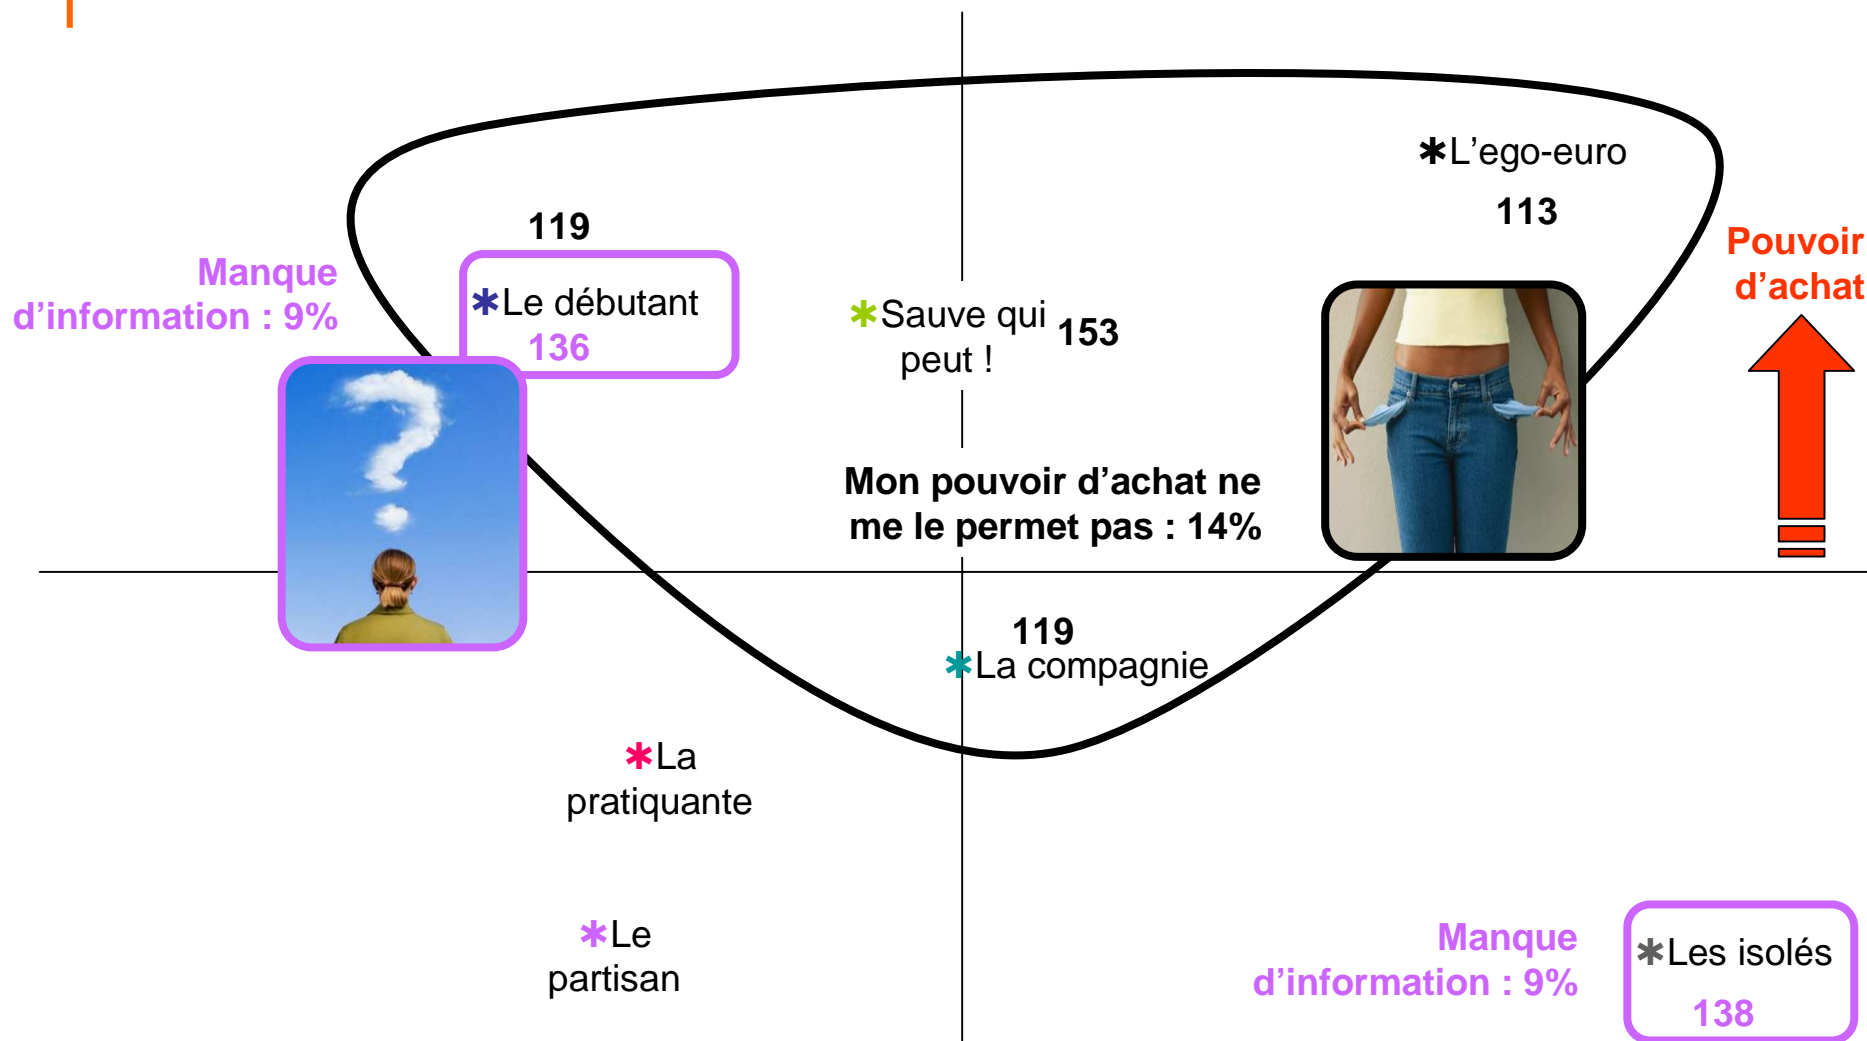 ✱L’ego-euro
113
Pouvoir
d’achat
119
Manque
d’information : 9%
✱Le débutant
136
✱Sauve qui
peut !
153
Mon pouvoir d’achat ne
me le permet pas : 14%
119
✱La compagnie
✱La
pratiquante
✱Le
partisan
Manque
d’information : 9%
✱Les isolés
138